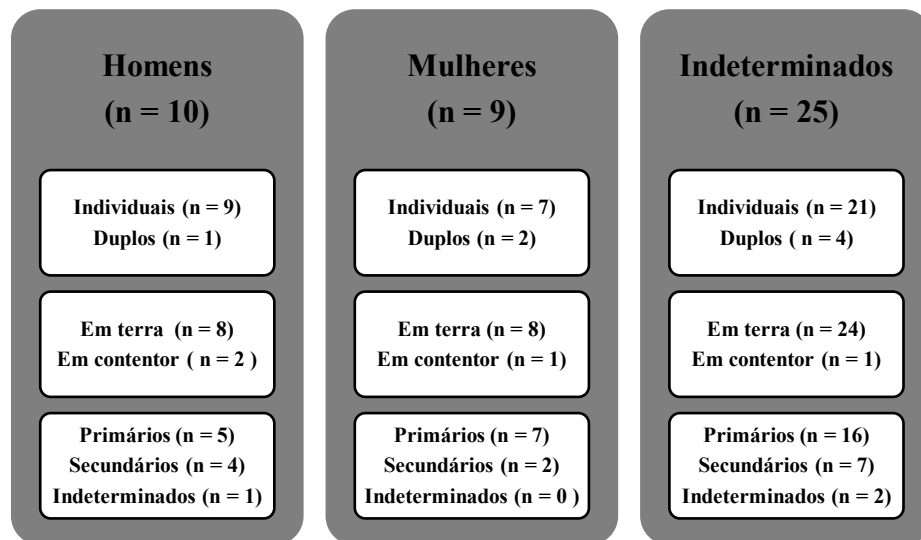 Homens
(n = 10)
Individuais (n = 9)
Duplos (n = 1)
Em terra (n = 8)
Em contentor ( n = 2 )
Primários (n = 5)
Secundários (n = 4)
Indeterminados (n = 1)
Mulheres
(n = 9)
Individuais (n = 7)
Duplos (n = 2)
Em terra (n = 8)
Em contentor (n = 1)
Primários (n = 7)
Secundários (n = 2)
Indeterminados (n = 0 )
Indeterminados
(n = 25)
Individuais (n = 21)
Duplos ( n = 4)
Em terra (n = 24)
Em contentor (n = 1)
Primários (n = 16)
Secundários (n = 7)
Indeterminados (n = 2)